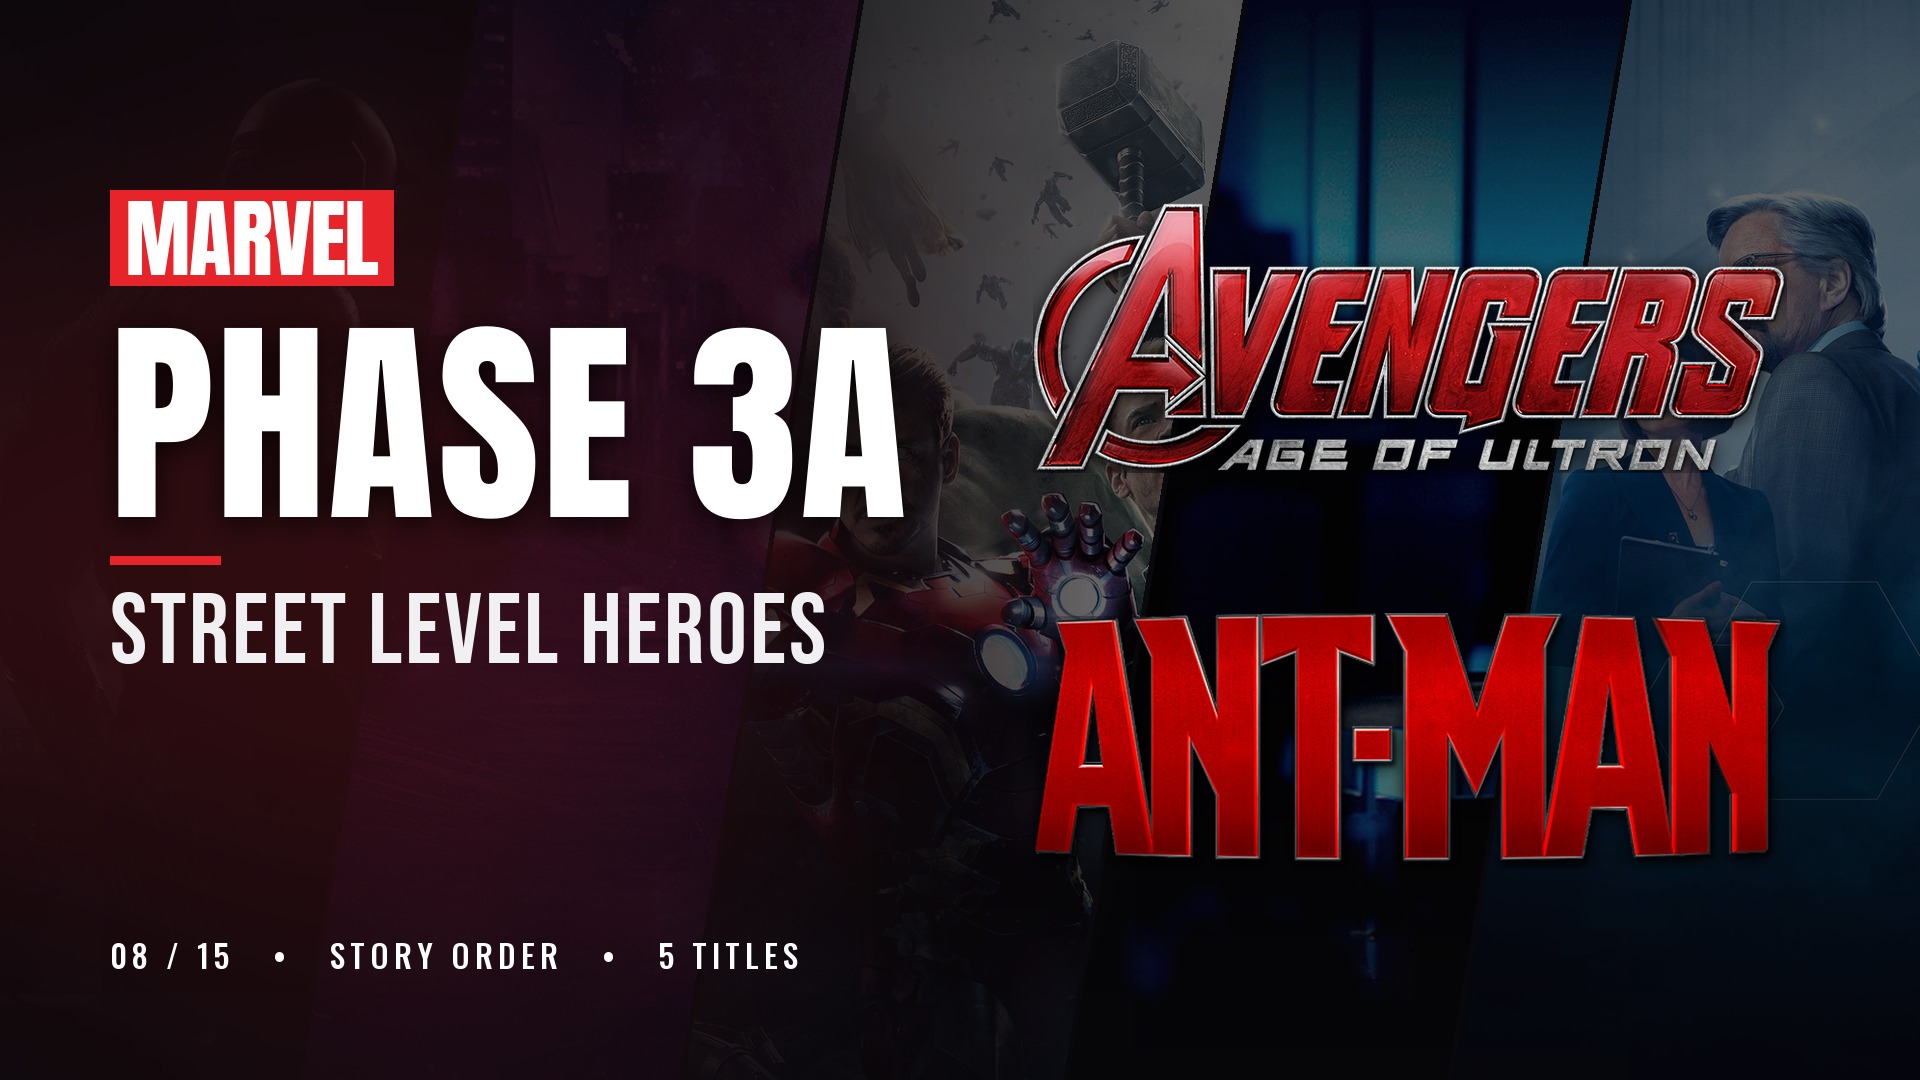 MARVEL
PHASE 3A
STREET LEVEL HEROES
08 / 15 • STORY ORDER • 5 TITLES
AVENGERS
AGE OF ULTRON
ANT-MAN